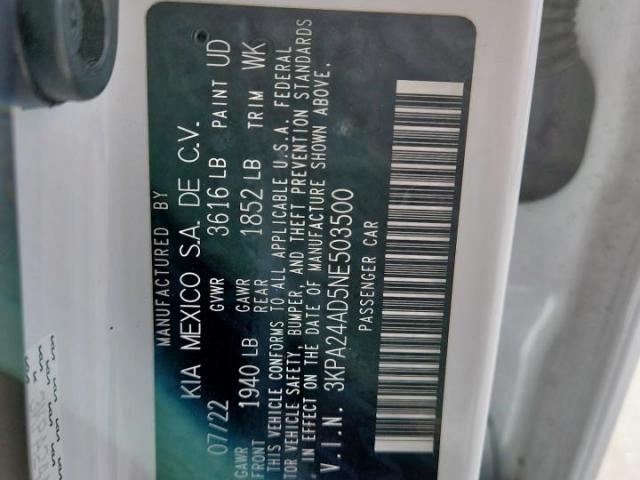 MANUFACTURED BY
KIA MEXICO S.A. DE C.V.
07/22 GVWR 3616 LB PAINT UD
GAWR FRONT 1940 LB GAWR REAR 1852 LB TRIM WK
THIS VEHICLE CONFORMS TO ALL APPLICABLE U.S.A. FEDERAL
TOR VEHICLE SAFETY, BUMPER, AND THEFT PREVENTION STANDARDS
IN EFFECT ON THE DATE OF MANUFACTURE SHOWN ABOVE.
V.I.N. 3KPA24AD5NE503500
PASSENGER CAR